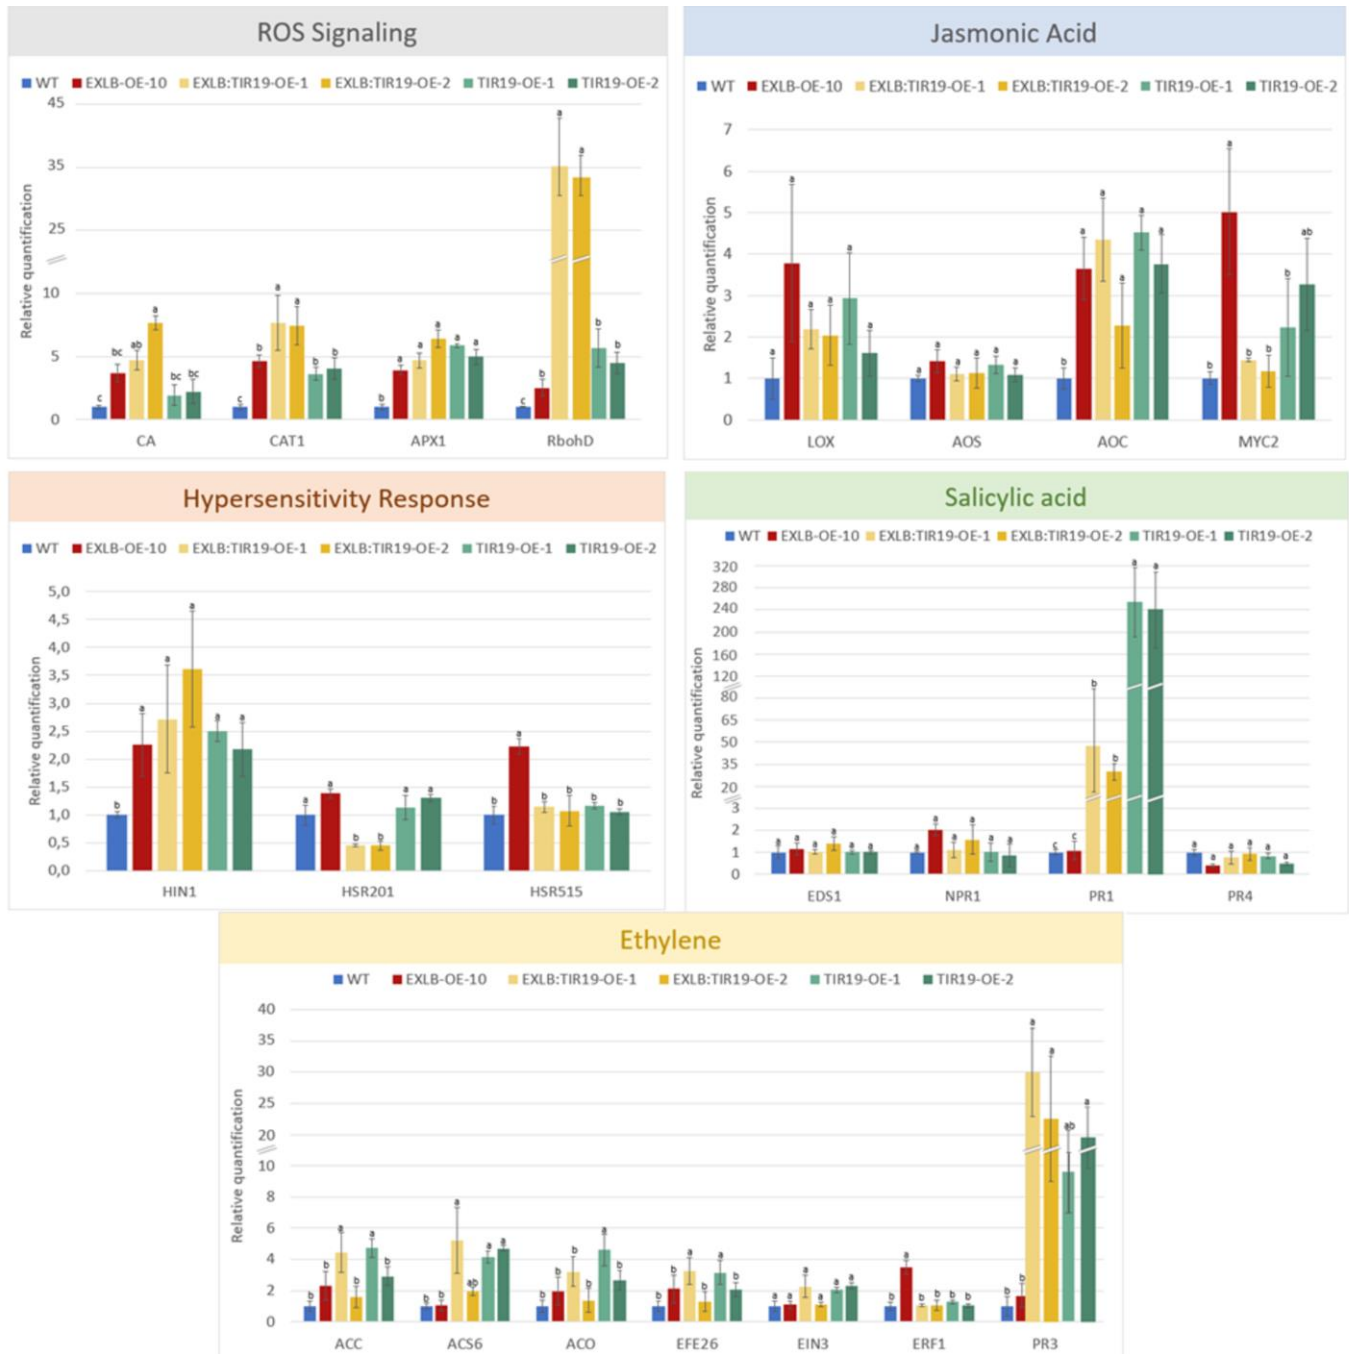 ROS Signaling
WT EXLB-OE-10 EXLB:TIR19-OE-1 EXLB:TIR19-OE-2 TIR19-OE-1 TIR19-OE-2
Relative quantification
45
35
25
10
5
0
c bc ab a bc bc
c b a a b b
b a a a a a
c b a a b b
CA CAT1 APX1 RbohD
Jasmonic Acid
WT EXLB-OE-10 EXLB:TIR19-OE-1 EXLB:TIR19-OE-2 TIR19-OE-1 TIR19-OE-2
Relative quantification
7
6
5
4
3
2
1
0
a a a a a a
a a a a a a
b a a a a a
b a b b b ab
LOX AOS AOC MYC2
Hypersensitivity Response
WT EXLB-OE-10 EXLB:TIR19-OE-1 EXLB:TIR19-OE-2 TIR19-OE-1 TIR19-OE-2
Relative quantification
5,0
4,5
4,0
3,5
3,0
2,5
2,0
1,5
1,0
0,5
0,0
b a a a a a
a a b b a a
b a b b b b
HIN1 HSR201 HSR515
Salicylic acid
WT EXLB-OE-10 EXLB:TIR19-OE-1 EXLB:TIR19-OE-2 TIR19-OE-1 TIR19-OE-2
Relative quantification
320
280
240
200
160
120
80
65
50
35
20
3
2
1
0
a a a a a a
a a a a a a
c c b b a a
a a a a a a
EDS1 NPR1 PR1 PR4
Ethylene
WT EXLB-OE-10 EXLB:TIR19-OE-1 EXLB:TIR19-OE-2 TIR19-OE-1 TIR19-OE-2
Relative quantification
40
35
30
25
20
10
8
6
4
2
0
b b a b a b
b b a ab a a
b b b b a b
b b a b a b
a a a a a a
b a b b b b
b b a a ab a
ACC ACS6 ACO EFE26 EIN3 ERF1 PR3